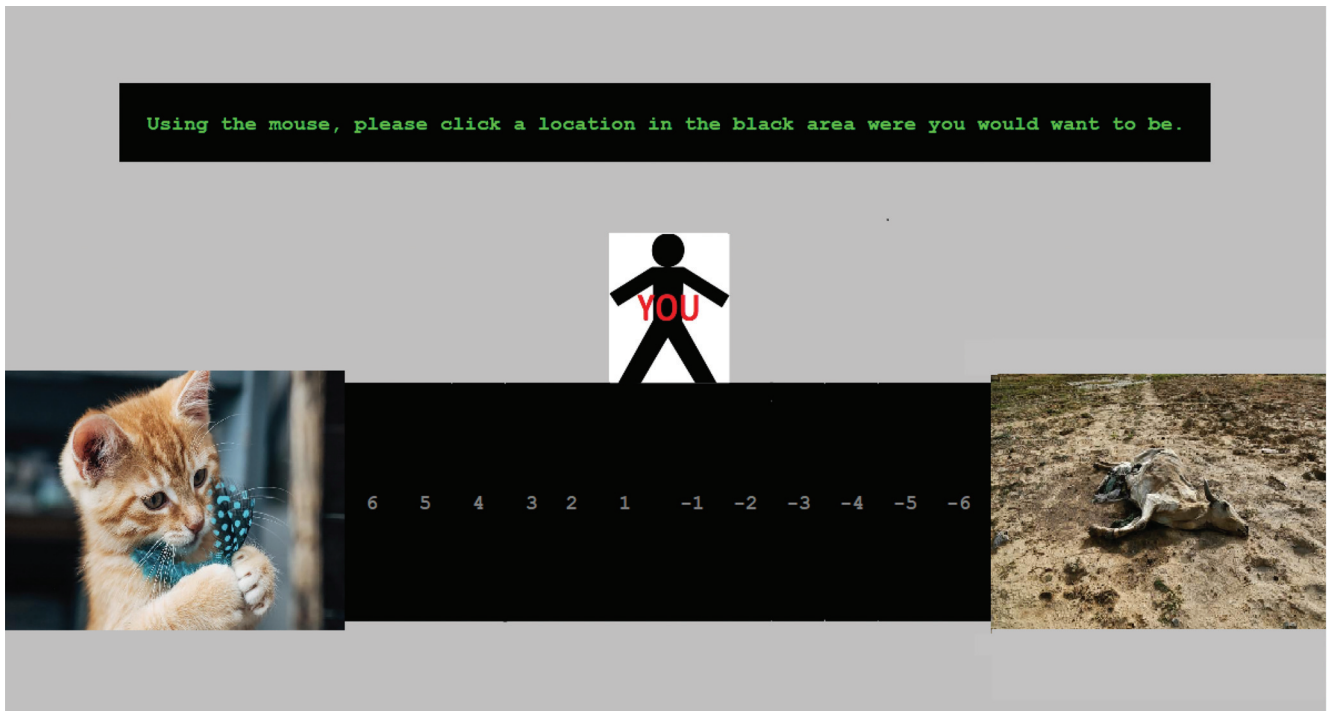 Using the mouse, please click a location in the black area were you would want to be.
YOU
6 5 4 3 2 1 -1 -2 -3 -4 -5 -6